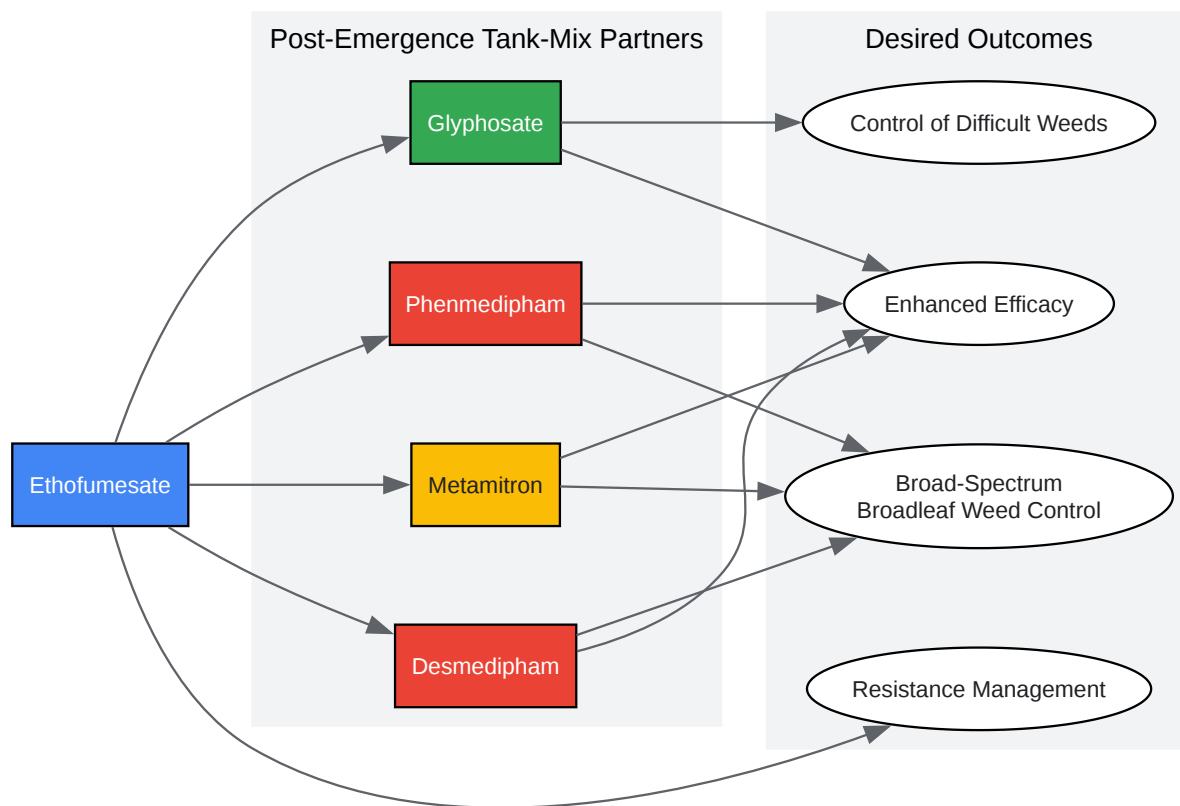 Post-Emergence Tank-Mix Partners
Desired Outcomes
Glyphosate
Control of Difficult Weeds
Phenmedipham
Enhanced Efficacy
Ethofumesate
Metamitron
Broad-Spectrum
Broadleaf Weed Control
Desmedipham
Resistance Management